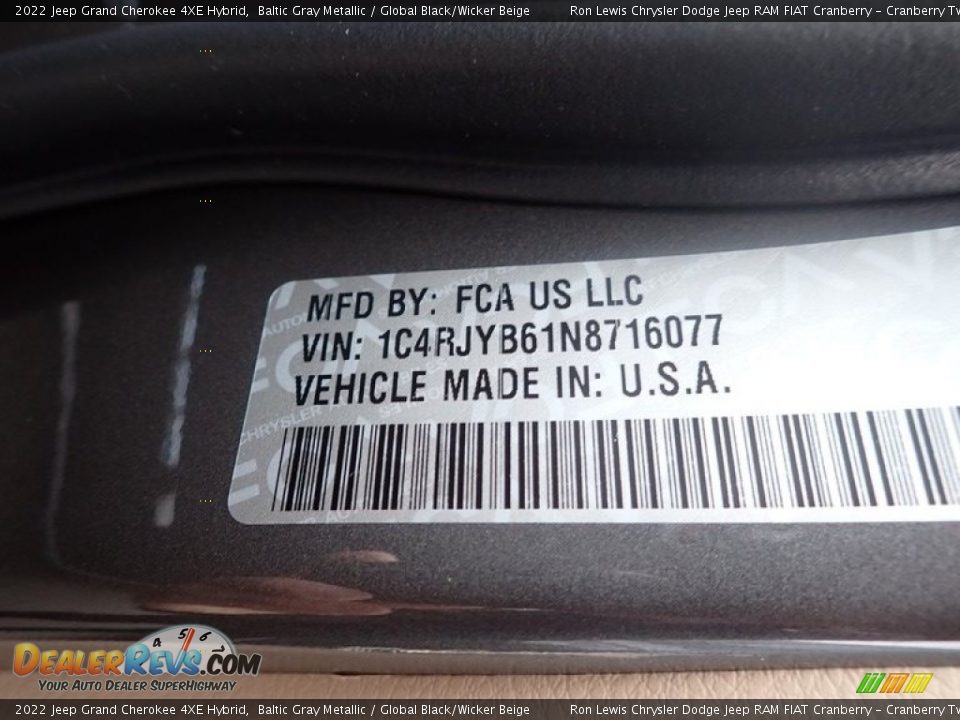 2022 Jeep Grand Cherokee 4XE Hybrid, Baltic Gray Metallic / Global Black/Wicker Beige Ron Lewis Chrysler Dodge Jeep RAM FIAT Cranberry – Cranberry
MFD BY: FCA US LLC
VIN: 1C4RJYB61N8716077
VEHICLE MADE IN: U.S.A.
4 5 6
DEALERREVS.COM
YOUR AUTO DEALER SUPERHIGHWAY
2022 Jeep Grand Cherokee 4XE Hybrid, Baltic Gray Metallic / Global Black/Wicker Beige Ron Lewis Chrysler Dodge Jeep RAM FIAT Cranberry – Cranberry